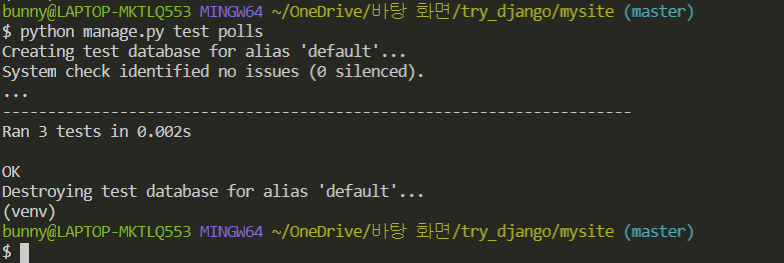 bunny@LAPTOP-MKTLQ553 MINGW64 ~/OneDrive/바탕 화면/try_django/mysite (master)
$ python manage.py test polls
Creating test database for alias 'default'...
System check identified no issues (0 silenced).
...
----------------------------------------------------------------------
Ran 3 tests in 0.002s
OK
Destroying test database for alias 'default'...
(venv)
bunny@LAPTOP-MKTLQ553 MINGW64 ~/OneDrive/바탕 화면/try_django/mysite (master)
$